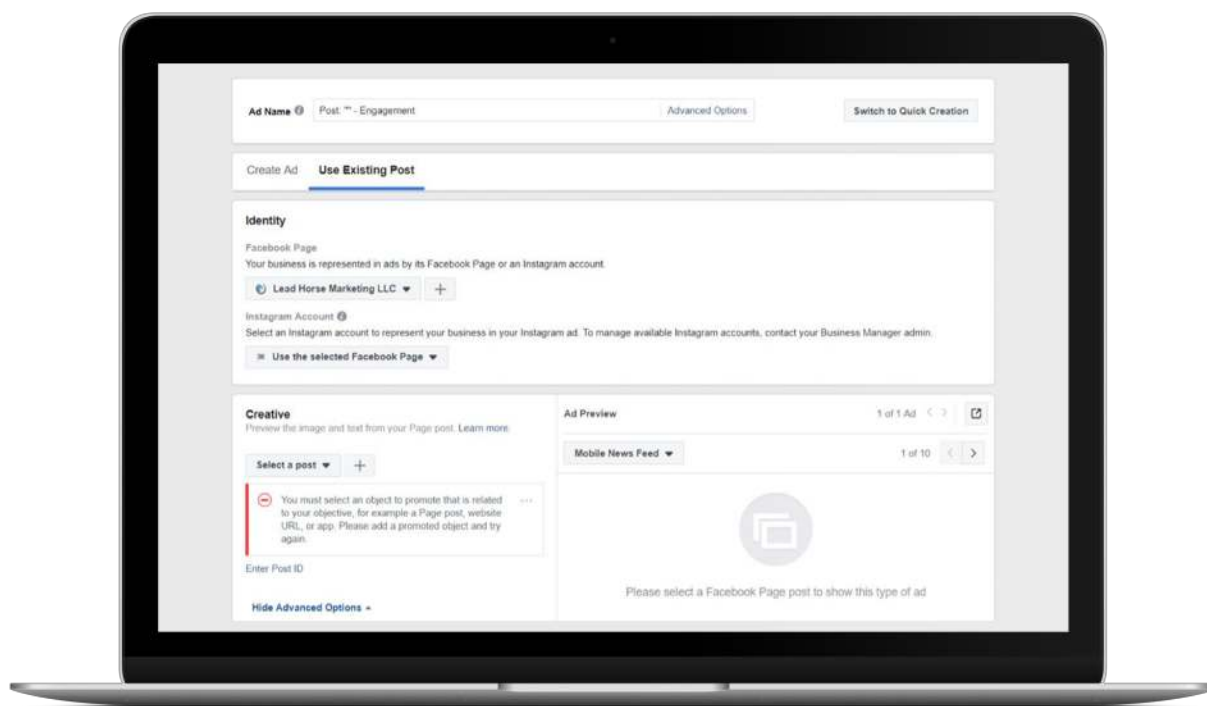 Ad Name
Post: "" - Engagement
Advanced Options
Switch to Quick Creation
Create Ad
Use Existing Post
Identity
Facebook Page
Your business is represented in ads by its Facebook Page or an Instagram account.
Lead Horse Marketing LLC
Instagram Account
Select an Instagram account to represent your business in your Instagram ad. To manage available Instagram accounts, contact your Business Manager admin.
Use the selected Facebook Page
Creative
Preview the image and text from your Page post. Learn more.
Select a post
You must select an object to promote that is related
to your objective, for example a Page post, website
URL, or app. Please add a promoted object and try
again.
Enter Post ID
Hide Advanced Options
Ad Preview
1 of 1 Ad
Mobile News Feed
1 of 10
Please select a Facebook Page post to show this type of ad